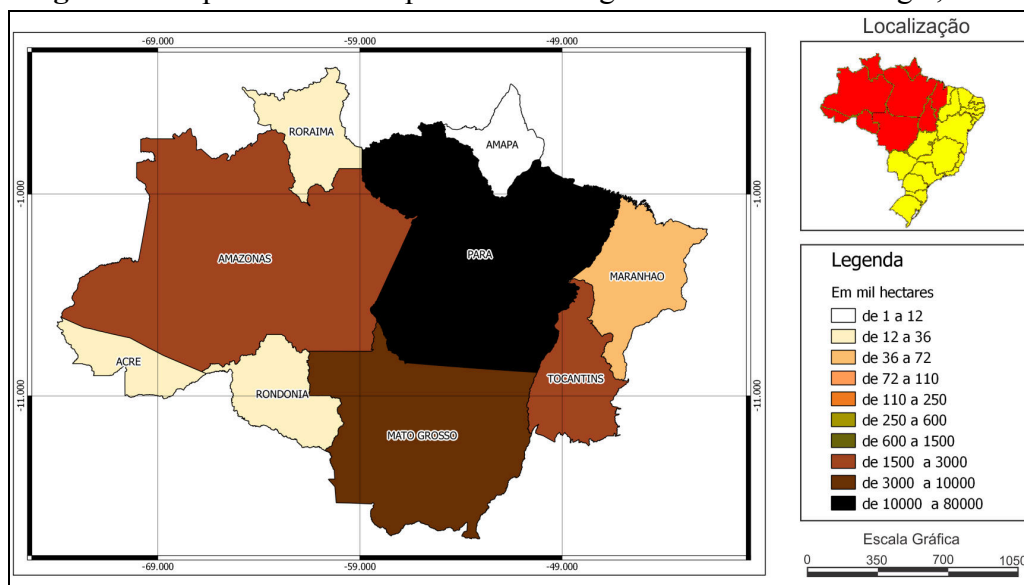 Localização
-69.000 -59.000 -49.000
RORAIMA
AMAPA
-1.000 -1.000
AMAZONAS
PARA
MARANHAO
ACRE
RONDONIA
TOCANTINS
MATO GROSSO
-11.000 -11.000
-69.000 -59.000 -49.000
Legenda
Em mil hectares
de 1 a 12
de 12 a 36
de 36 a 72
de 72 a 110
de 110 a 250
de 250 a 600
de 600 a 1500
de 1500 a 3000
de 3000 a 10000
de 10000 a 80000
Escala Gráfica
0 350 700 1050